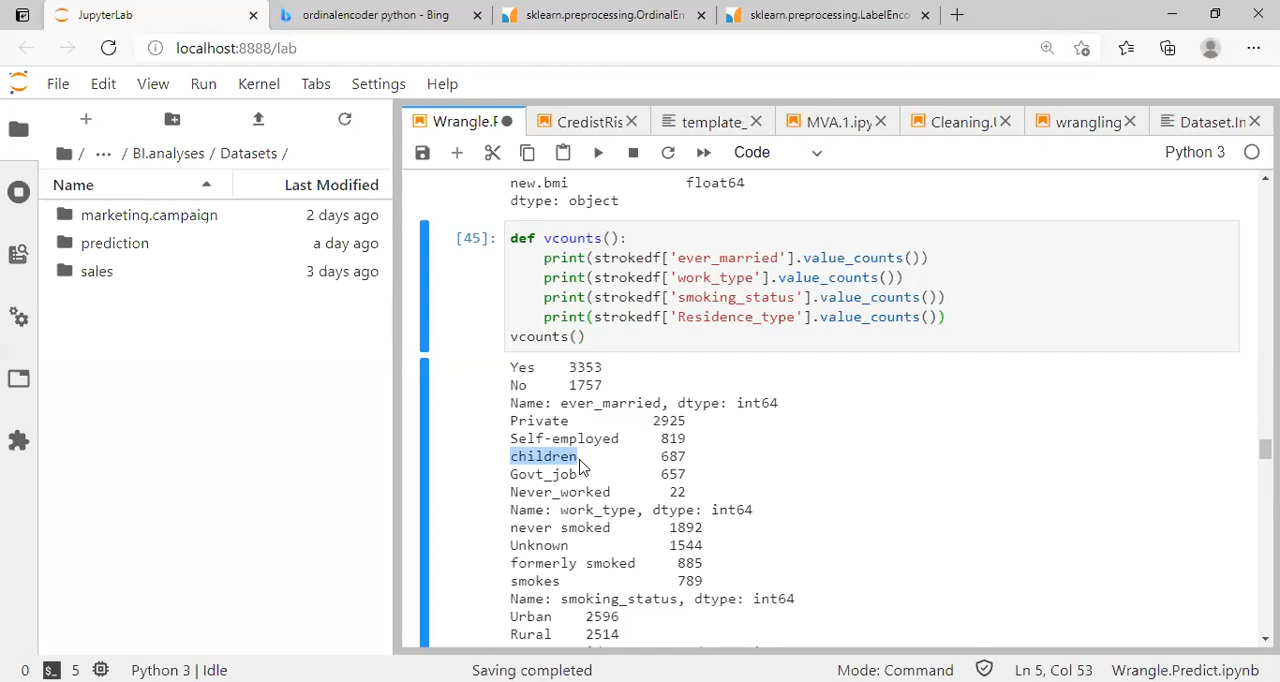 JupyterLab
ordinalencoder python - Bing
sklearn.preprocessing.OrdinalEn
sklearn.preprocessing.LabelEnco
localhost:8888/lab
File Edit View Run Kernel Tabs Settings Help
Wrangle.P
CredistRis
template_
MVA.1.ipy
Cleaning.(
wrangling
Dataset.In
/ ··· / BI.analyses / Datasets /
Code
Python 3
Name Last Modified
marketing.campaign 2 days ago
prediction a day ago
sales 3 days ago
new.bmi float64
dtype: object
[45]: def vcounts():
print(strokedf['ever_married'].value_counts())
print(strokedf['work_type'].value_counts())
print(strokedf['smoking_status'].value_counts())
print(strokedf['Residence_type'].value_counts())
vcounts()
Yes 3353
No 1757
Name: ever_married, dtype: int64
Private 2925
Self-employed 819
children 687
Govt_job 657
Never_worked 22
Name: work_type, dtype: int64
never smoked 1892
Unknown 1544
formerly smoked 885
smokes 789
Name: smoking_status, dtype: int64
Urban 2596
Rural 2514
0 $_ 5 Python 3 | Idle Saving completed Mode: Command Ln 5, Col 53 Wrangle.Predict.ipynb